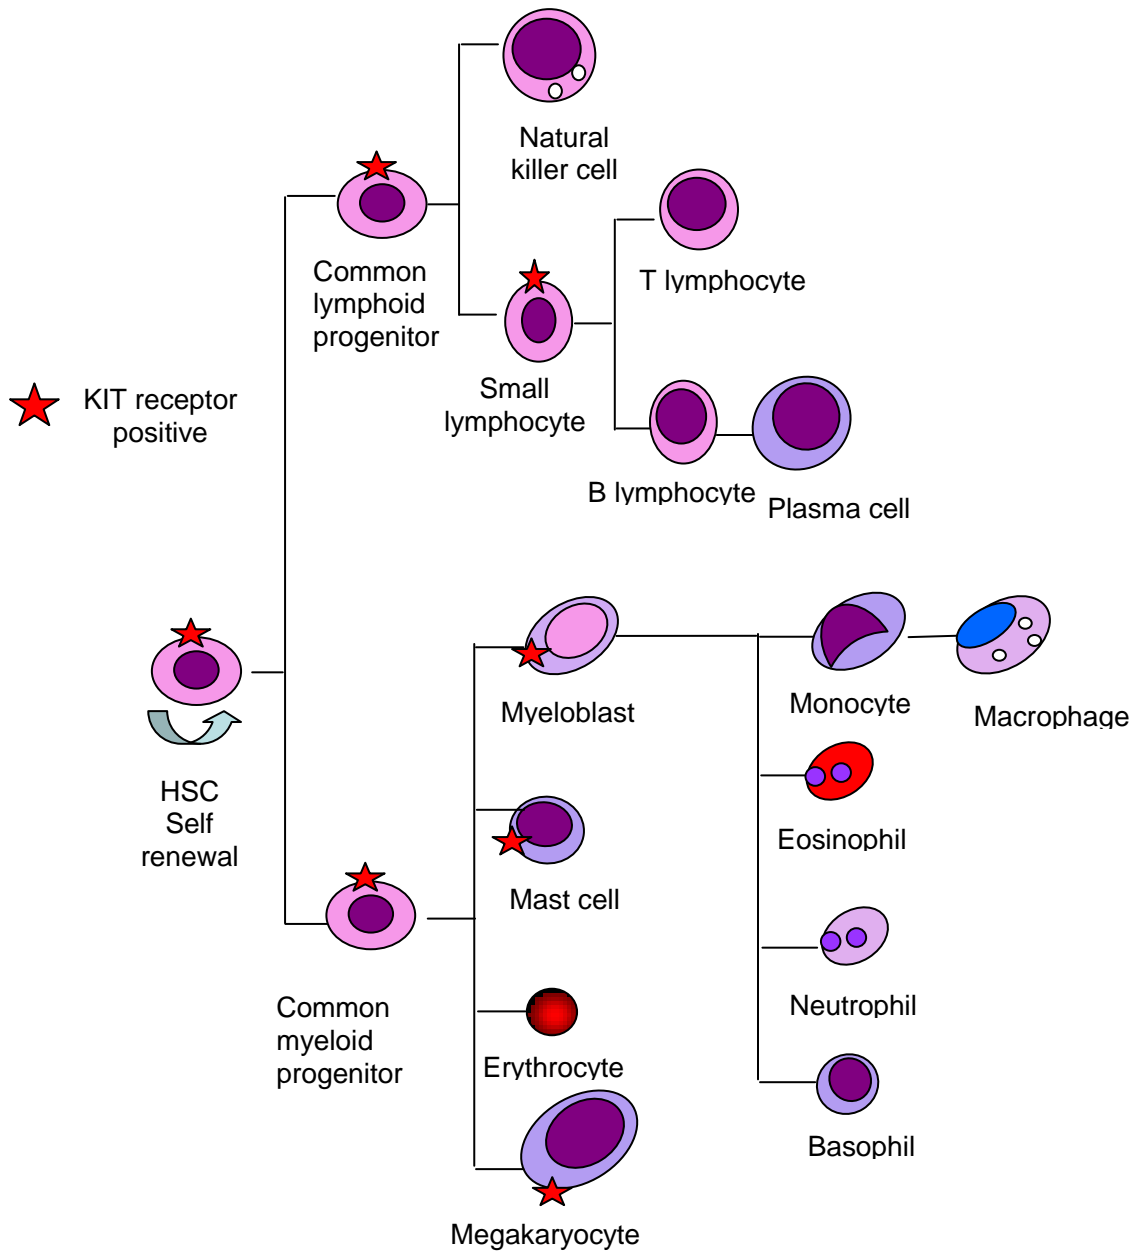 Natural
killer cell
Common
lymphoid
progenitor
T lymphocyte
Small
lymphocyte
KIT receptor
positive
B lymphocyte
Plasma cell
Myeloblast
Monocyte
Macrophage
HSC
Self
renewal
Eosinophil
Mast cell
Common
myeloid
progenitor
Neutrophil
Erythrocyte
Basophil
Megakaryocyte